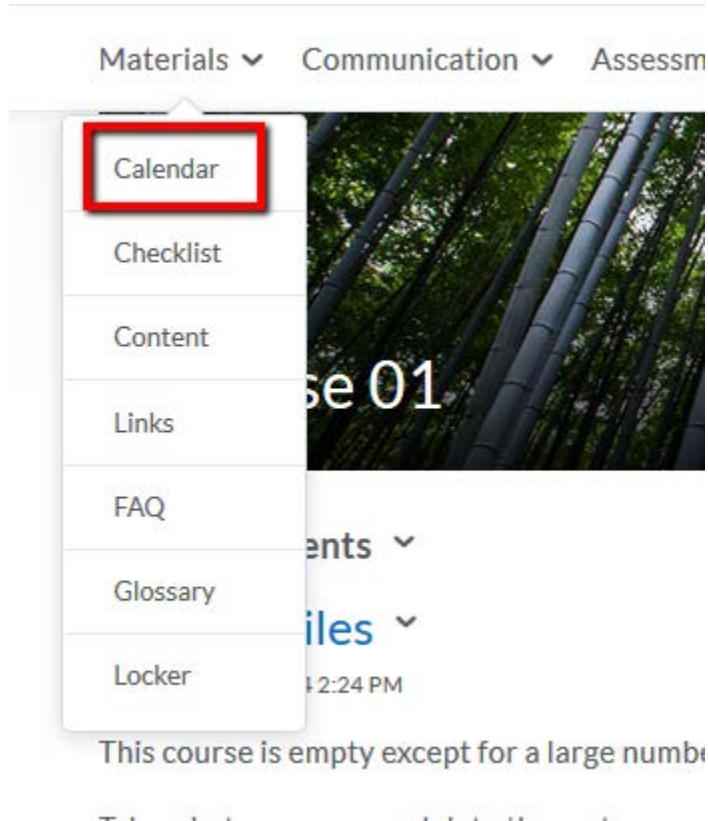 Materials Communication Assessm
Calendar
Checklist
Content
Links
FAQ
Glossary
Locker
se 01
ents
iles
2:24 PM
This course is empty except for a large numbe